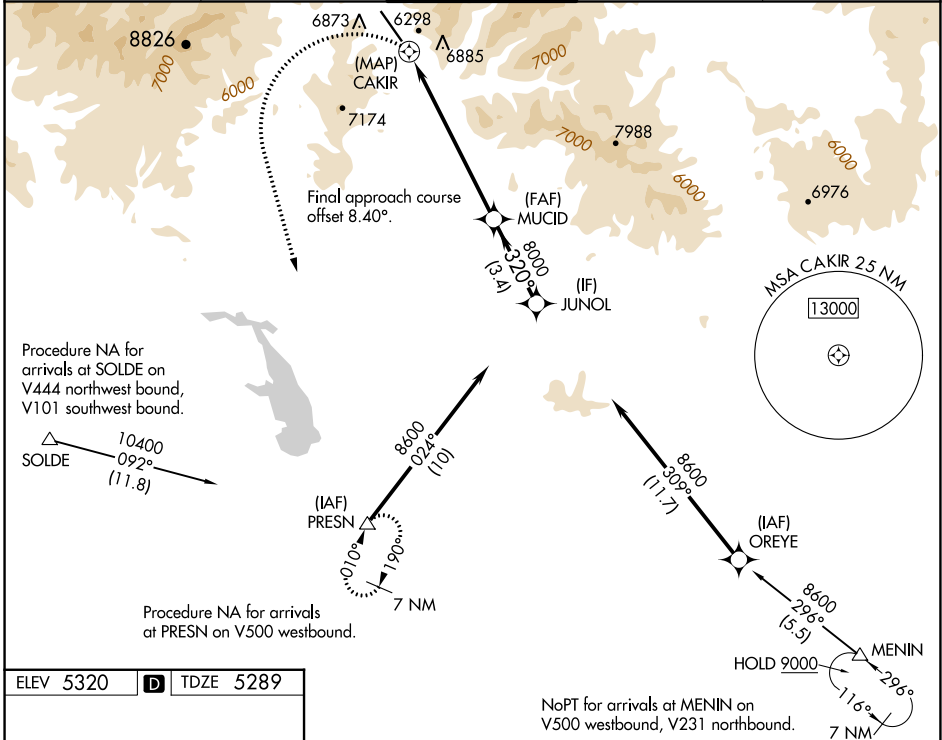 8826
7000
6000
6873
6298
6885
(MAP)
CAKIR
7174
7000
7988
7000
6000
6000
6976
Final approach course
offset 8.40°.
(FAF)
MUCID
8000
320°
(3.4)
(IF)
JUNOL
MSA CAKIR 25 NM
13000
Procedure NA for
arrivals at SOLDE on
V444 northwest bound,
V101 southwest bound.
SOLDE
10400
092°
(11.8)
8600
024°
(10)
(IAF)
PRESN
010°
190°
7 NM
Procedure NA for arrivals
at PRESN on V500 westbound.
8600
309°
(11.7)
(IAF)
OREYE
8600
296°
(5.5)
MENIN
HOLD 9000
296°
116°
7 NM
NoPT for arrivals at MENIN on
V500 westbound, V231 northbound.
ELEV 5320 D TDZE 5289